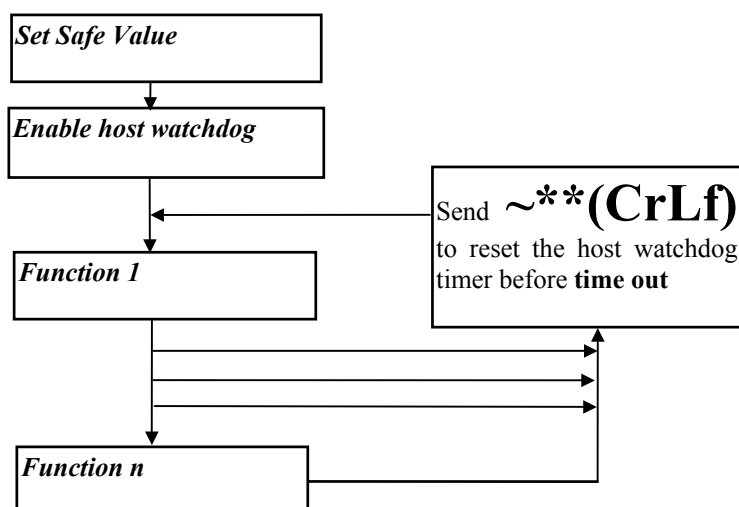 Set Safe Value
Enable host watchdog
Send ~**(CrLf)
to reset the host watchdog
timer before time out
Function 1
Function n